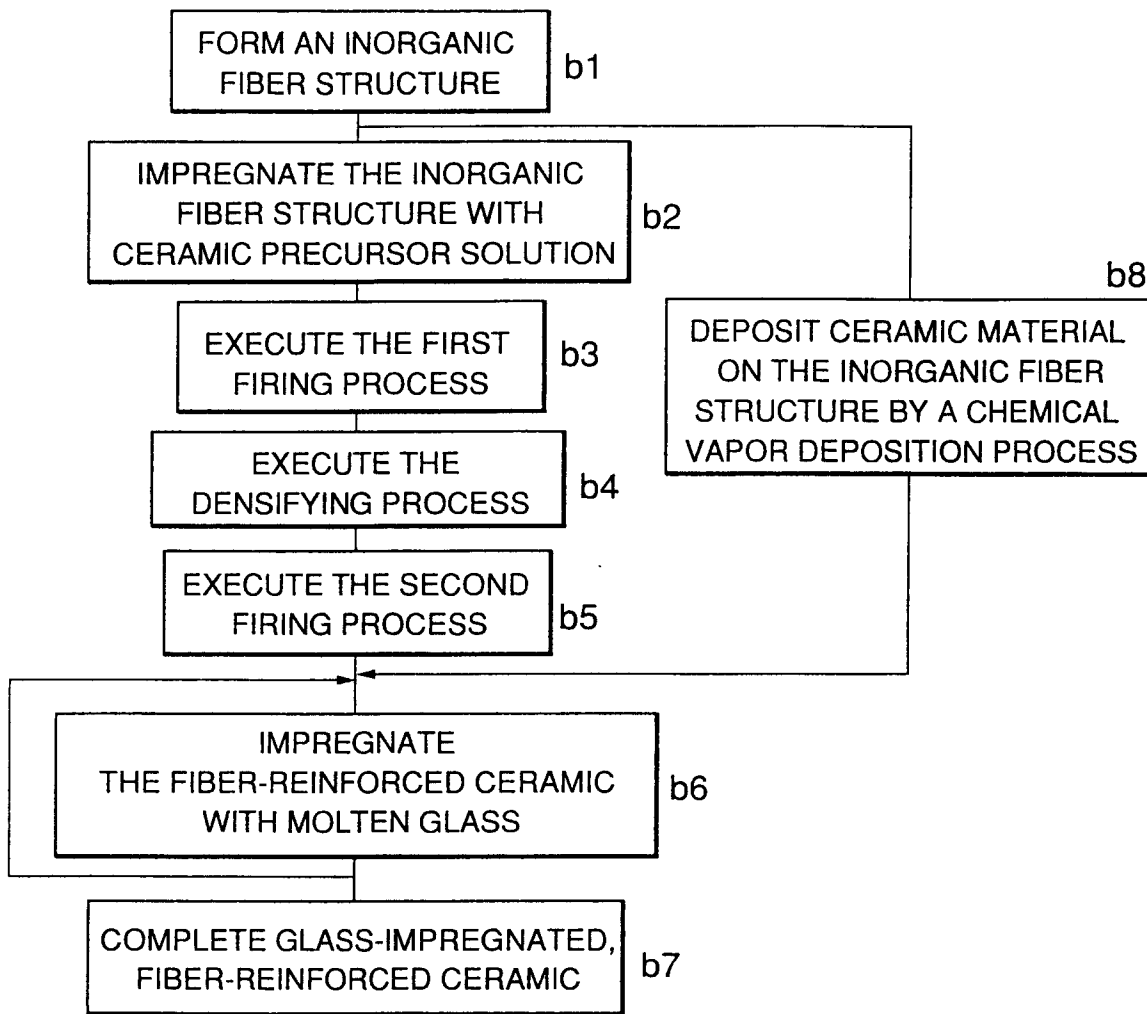 FORM AN INORGANIC
FIBER STRUCTURE
b1
IMPREGNATE THE INORGANIC
FIBER STRUCTURE WITH
CERAMIC PRECURSOR SOLUTION
b2
EXECUTE THE FIRST
FIRING PROCESS
b3
EXECUTE THE
DENSIFYING PROCESS
b4
EXECUTE THE SECOND
FIRING PROCESS
b5
b8
DEPOSIT CERAMIC MATERIAL
ON THE INORGANIC FIBER
STRUCTURE BY A CHEMICAL
VAPOR DEPOSITION PROCESS
IMPREGNATE
THE FIBER-REINFORCED CERAMIC
WITH MOLTEN GLASS
b6
COMPLETE GLASS-IMPREGNATED,
FIBER-REINFORCED CERAMIC
b7